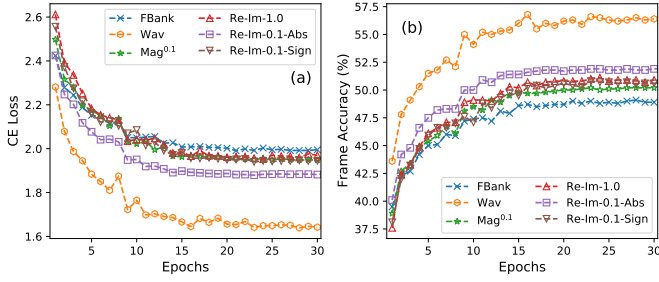 2.6
2.4
2.2
2.0
1.8
1.6
CE Loss
5
10
15
20
25
30
Epochs
FBank
Wav
Mag0.1
Re-Im-1.0
Re-Im-0.1-Abs
Re-Im-0.1-Sign
(a)
57.5
55.0
52.5
50.0
47.5
45.0
42.5
40.0
37.5
Frame Accuracy (%)
5
10
15
20
25
30
Epochs
(b)
FBank
Wav
Mag0.1
Re-Im-1.0
Re-Im-0.1-Abs
Re-Im-0.1-Sign